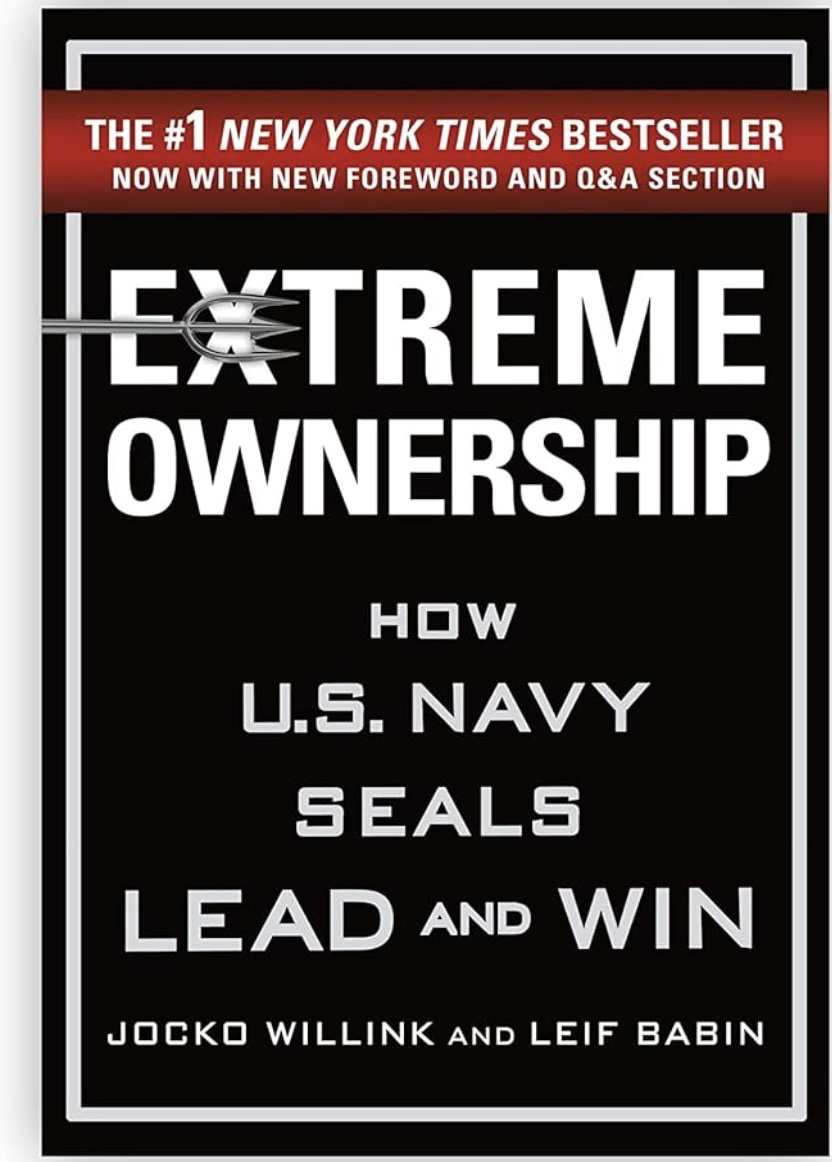 THE #1 NEW YORK TIMES BESTSELLER
NOW WITH NEW FOREWORD AND Q&A SECTION
EXTREME
OWNERSHIP
HOW
U.S. NAVY
SEALS
LEAD AND WIN
JOCKO WILLINK AND LEIF BABIN